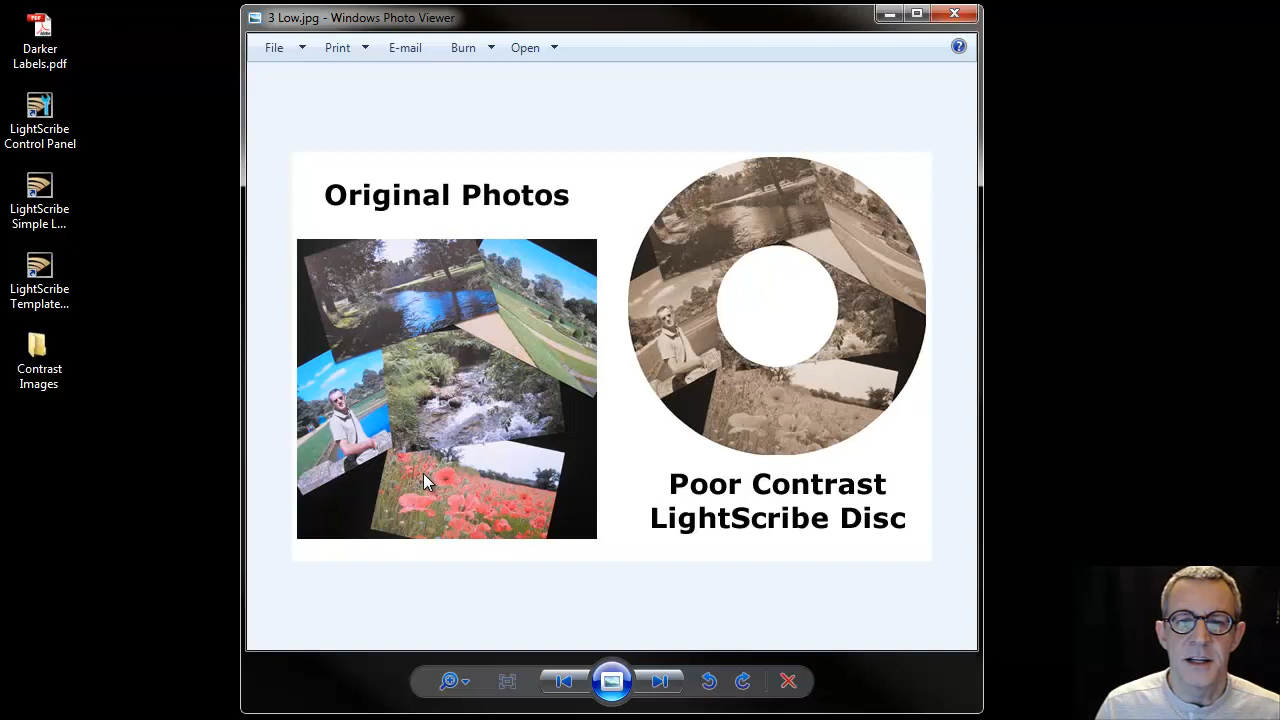 3 Low.jpg - Windows Photo Viewer
File
Print
E-mail
Burn
Open
Darker
Labels.pdf
LightScribe
Control Panel
LightScribe
Simple L...
LightScribe
Template...
Contrast
Images
Original Photos
Poor Contrast
LightScribe Disc